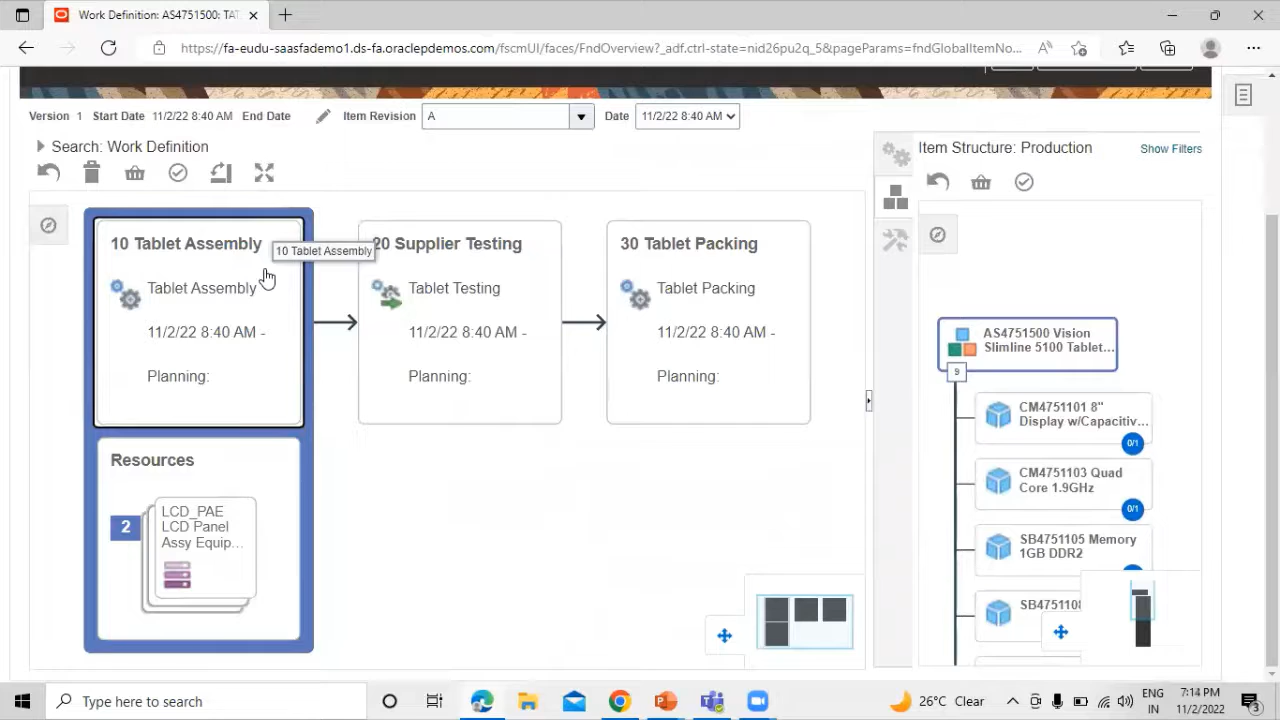 Work Definition: AS4751500: TAT
https://fa-eudu-saasfademo1.ds-fa.oraclepdemos.com/fscmUI/faces/FndOverview?_adf.ctrl-state=nid26pu2q_5&pageParams=fndGlobalItemNo...
Version 1 Start Date 11/2/22 8:40 AM End Date Item Revision A Date 11/2/22 8:40 AM
Search: Work Definition
10 Tablet Assembly
10 Tablet Assembly
Tablet Assembly
11/2/22 8:40 AM -
Planning:
20 Supplier Testing
Tablet Testing
11/2/22 8:40 AM -
Planning:
30 Tablet Packing
Tablet Packing
11/2/22 8:40 AM -
Planning:
Resources
2
LCD_PAE
LCD Panel
Assy Equip...
Item Structure: Production
Show Filters
AS4751500 Vision
Slimline 5100 Tablet...
9
CM4751101 8"
Display w/Capacitiv...
0/1
CM4751103 Quad
Core 1.9GHz
0/1
SB4751105 Memory
1GB DDR2
SB4751108
Type here to search
26°C Clear
ENG
IN
7:14 PM
11/2/2022
3